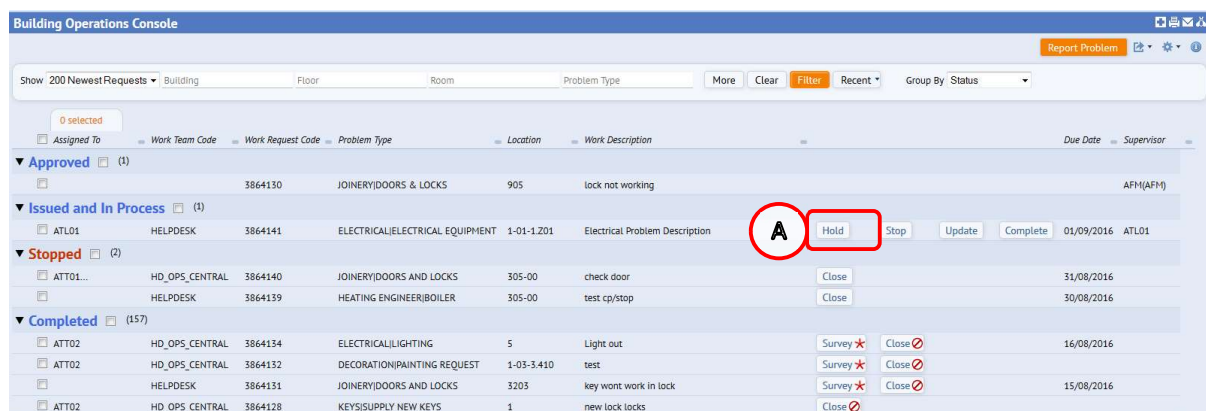 Building Operations Console
Report Problem
Show 200 Newest Requests Building Floor Room Problem Type More Clear Filter Recent Group By Status
0 selected
Assigned To Work Team Code Work Request Code Problem Type Location Work Description Due Date Supervisor
Approved (1)
3864130 JOINERY|DOORS & LOCKS 905 lock not working AFM(AFM)
Issued and In Process (1)
ATL01 HELPDESK 3864141 ELECTRICAL|ELECTRICAL EQUIPMENT 1-01-1.Z01 Electrical Problem Description A Hold Stop Update Complete 01/09/2016 ATL01
Stopped (2)
ATT01... HD_OPS_CENTRAL 3864140 JOINERY|DOORS AND LOCKS 305-00 check door Close 31/08/2016
HELPDESK 3864139 HEATING ENGINEER|BOILER 305-00 test cp/stop Close 30/08/2016
Completed (157)
ATT02 HD_OPS_CENTRAL 3864134 ELECTRICAL|LIGHTING 5 Light out Survey Close 16/08/2016
ATT02 HD_OPS_CENTRAL 3864132 DECORATION|PAINTING REQUEST 1-03-3.410 test Survey Close
HELPDESK 3864131 JOINERY|DOORS AND LOCKS 3203 key wont work in lock Survey Close 15/08/2016
ATT02 HD_OPS_CENTRAL 3864128 KEYS|SUPPLY NEW KEYS 1 new lock locks Close